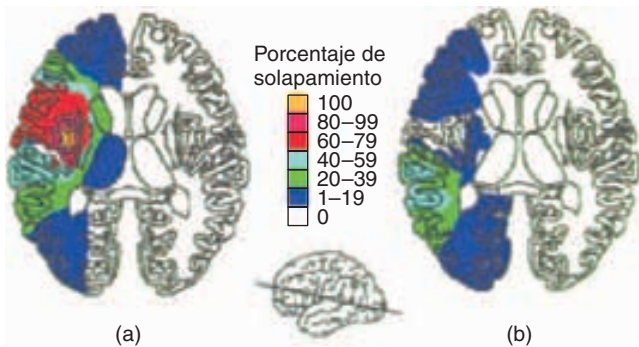 Porcentaje de
solapamiento
100
80–99
60–79
40–59
20–39
1–19
0
(a)
(b)